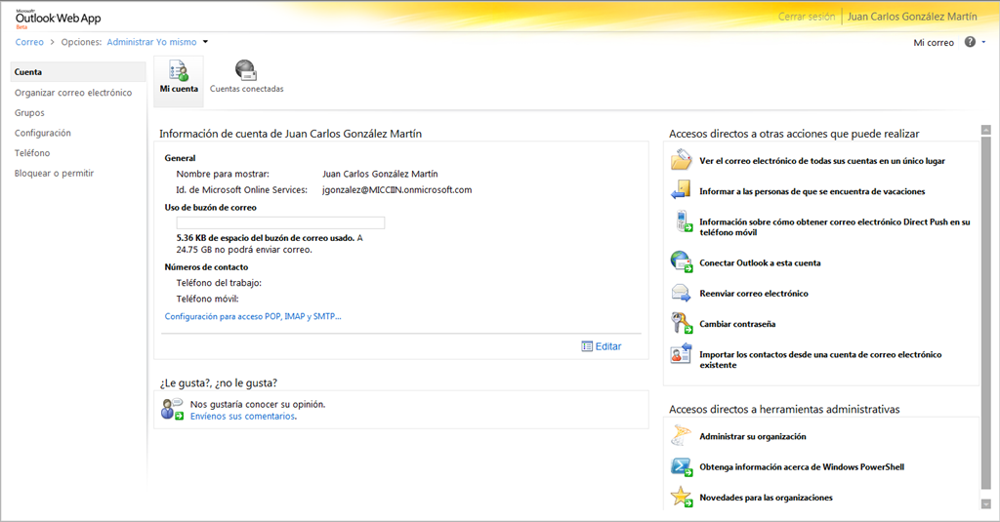 Microsoft®
Outlook Web App
Beta
Cerrar sesión
Juan Carlos González Martín
Correo > Opciones: Administrar Yo mismo
Mi correo
Cuenta
Organizar correo electrónico
Grupos
Configuración
Teléfono
Bloquear o permitir
Mi cuenta
Cuentas conectadas
Información de cuenta de Juan Carlos González Martín
General
Nombre para mostrar: Juan Carlos González Martín
Id. de Microsoft Online Services: jgonzalez@MICCIIN.onmicrosoft.com
Uso de buzón de correo
5.36 KB de espacio del buzón de correo usado. A
24.75 GB no podrá enviar correo.
Números de contacto
Teléfono del trabajo:
Teléfono móvil:
Configuración para acceso POP, IMAP y SMTP...
Editar
¿Le gusta?, ¿no le gusta?
Nos gustaría conocer su opinión.
Envíenos sus comentarios.
Accesos directos a otras acciones que puede realizar
Ver el correo electrónico de todas sus cuentas en un único lugar
Informar a las personas de que se encuentra de vacaciones
Información sobre cómo obtener correo electrónico Direct Push en su
teléfono móvil
Conectar Outlook a esta cuenta
Reenviar correo electrónico
Cambiar contraseña
Importar los contactos desde una cuenta de correo electrónico
existente
Accesos directos a herramientas administrativas
Administrar su organización
Obtenga información acerca de Windows PowerShell
Novedades para las organizaciones